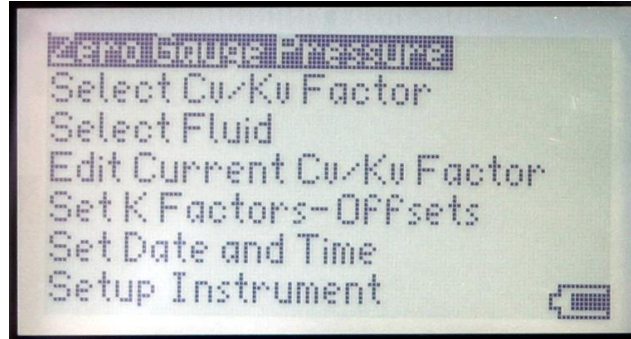 Zero Gauge Pressure
Select Cv/Kv Factor
Select Fluid
Edit Current Cv/Kv Factor
Set K Factors-Offsets
Set Date and Time
Setup Instrument